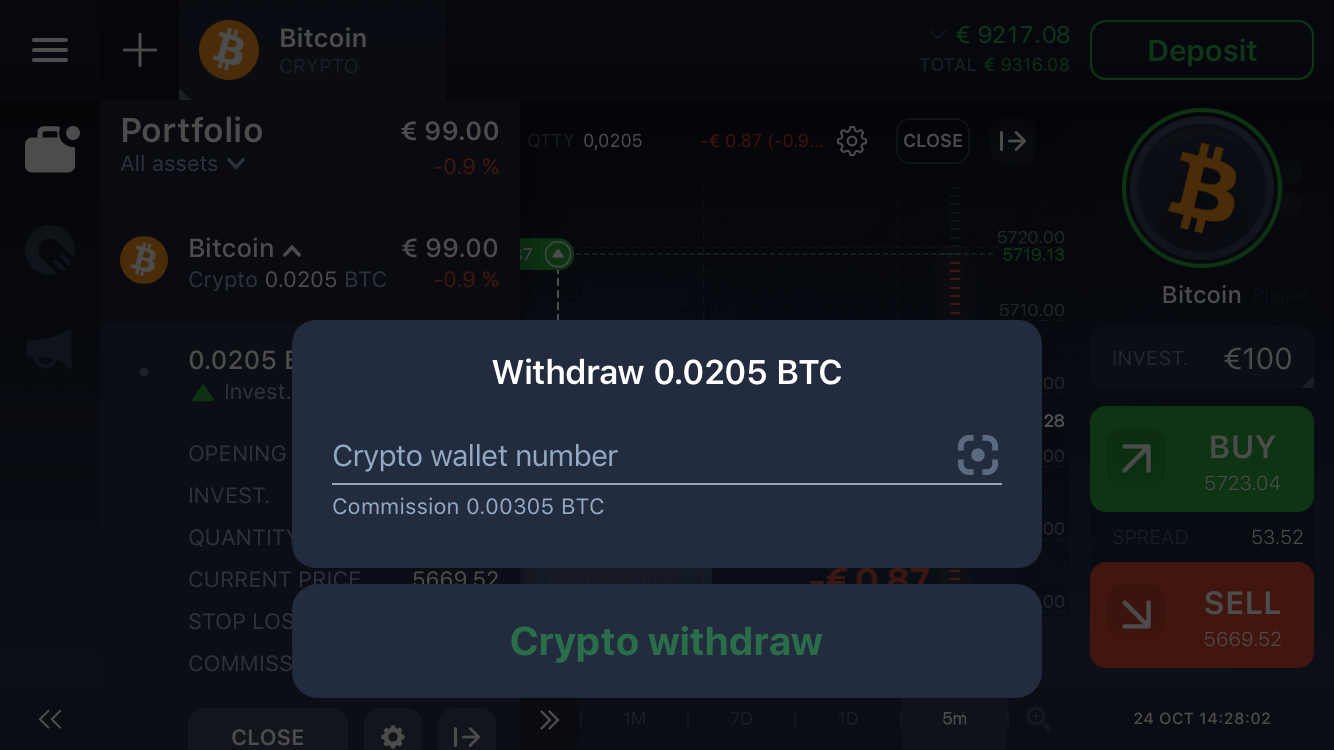 Bitcoin
CRYPTO
€ 9217.08
TOTAL € 9316.08
Deposit
Portfolio
€ 99.00
All assets
-0.9 %
QTTY 0,0205
-€ 0.87 (-0.9...
CLOSE
Bitcoin
€ 99.00
Crypto 0.0205 BTC
-0.9 %
5720.00
5719.13
5710.00
Bitcoin
Ripple
INVEST. €100
0.0205
Invest.
Withdraw 0.0205 BTC
Crypto wallet number
Commission 0.00305 BTC
Crypto withdraw
OPENING
INVEST.
QUANTITY
CURRENT PRICE 5669.52
STOP LOS
COMMISS
-€ 0.87
BUY
5723.04
SPREAD 53.52
SELL
5669.52
CLOSE
1M
7D
1D
5m
24 OCT 14:28:02